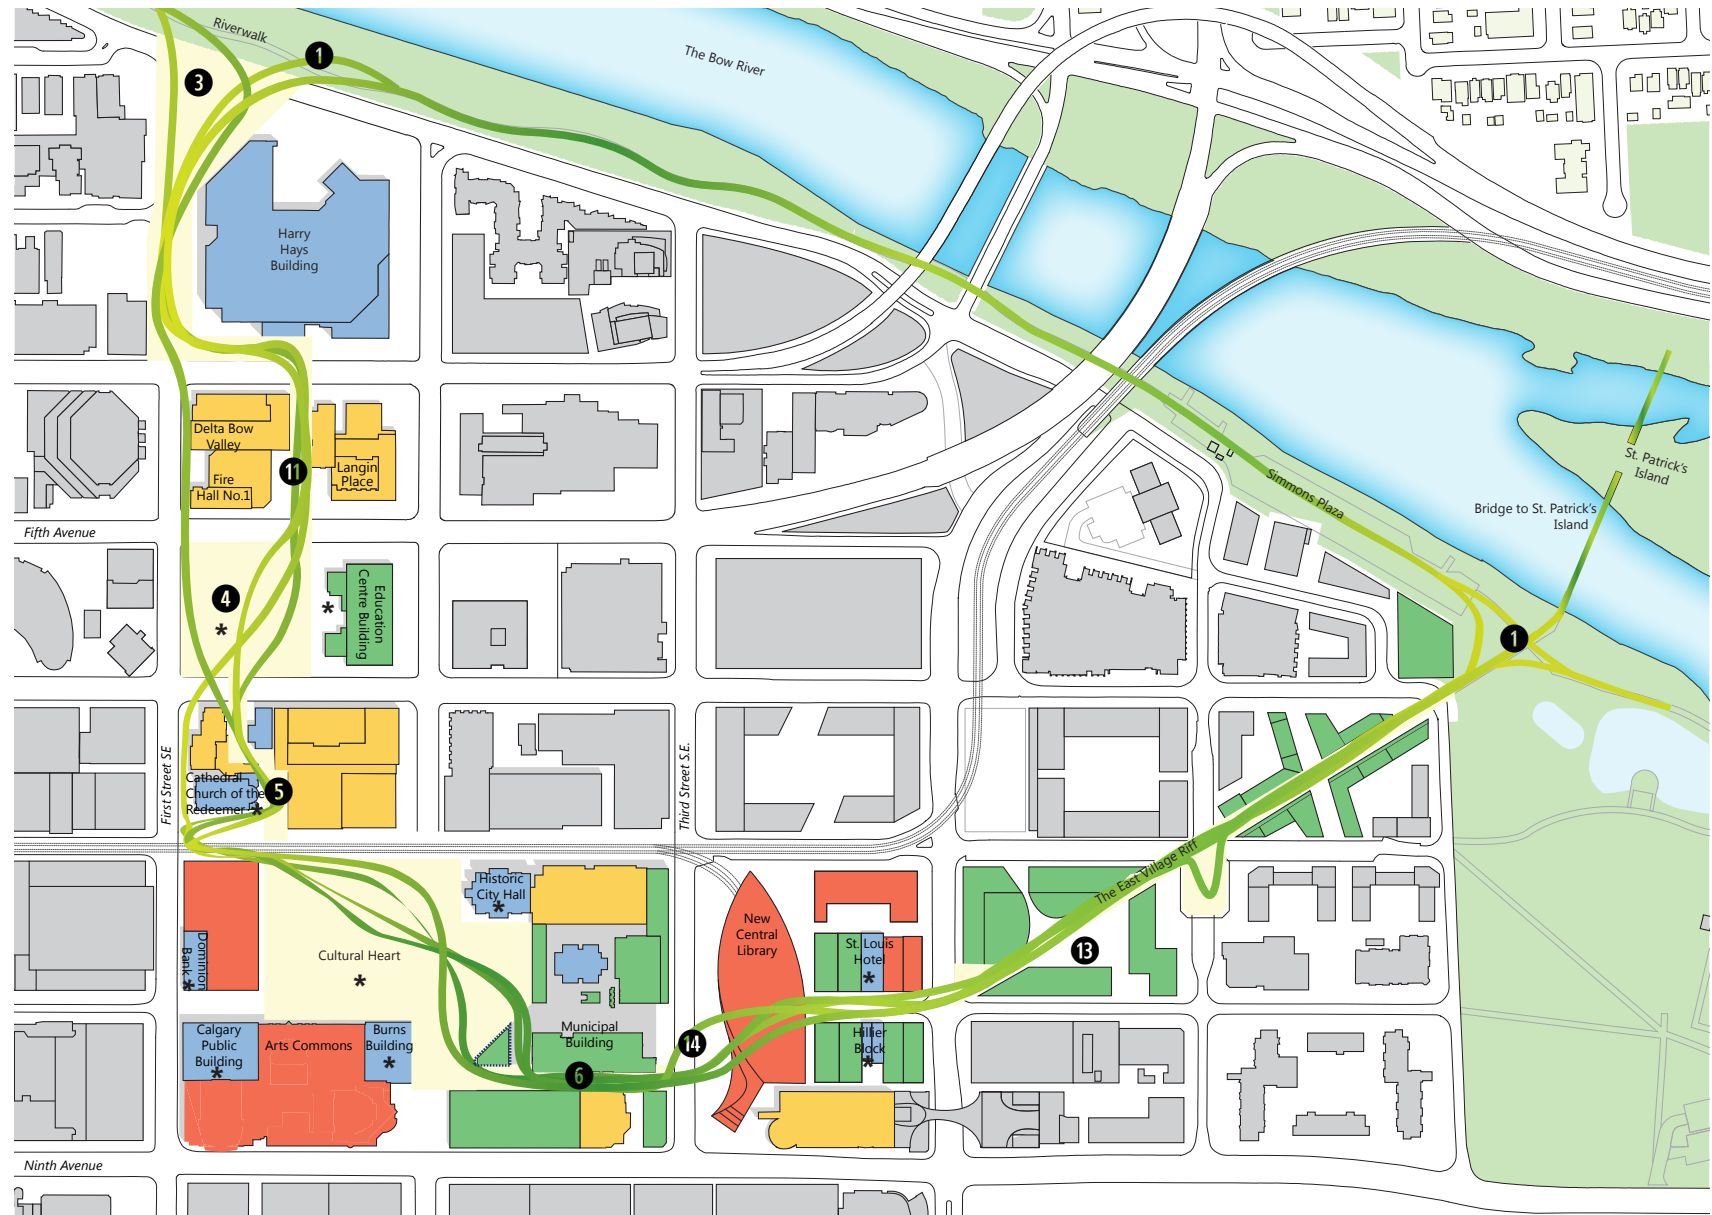 Riverwalk
1
The Bow River
3
Harry
Hays
Building
Delta Bow
Valley
Fire
Hall No.1
11
Langin
Place
St. Patrick's
Island
Simmons Plaza
Bridge to St. Patrick's
Island
Fifth Avenue
4
*
*
Education
Centre Building
1
First Street SE
Third Street S.E.
Cathedral
Church of the
Redeemer *
5
The East Village Riff
Historic
City Hall
*
Cultural Heart
*
Dominion
Bank *
New
Central
Library
St. Louis
Hotel
*
13
Calgary
Public
Building
*
Arts Commons
Burns
Building
*
Municipal
Building
14
Hillier
Block
*
6
Ninth Avenue